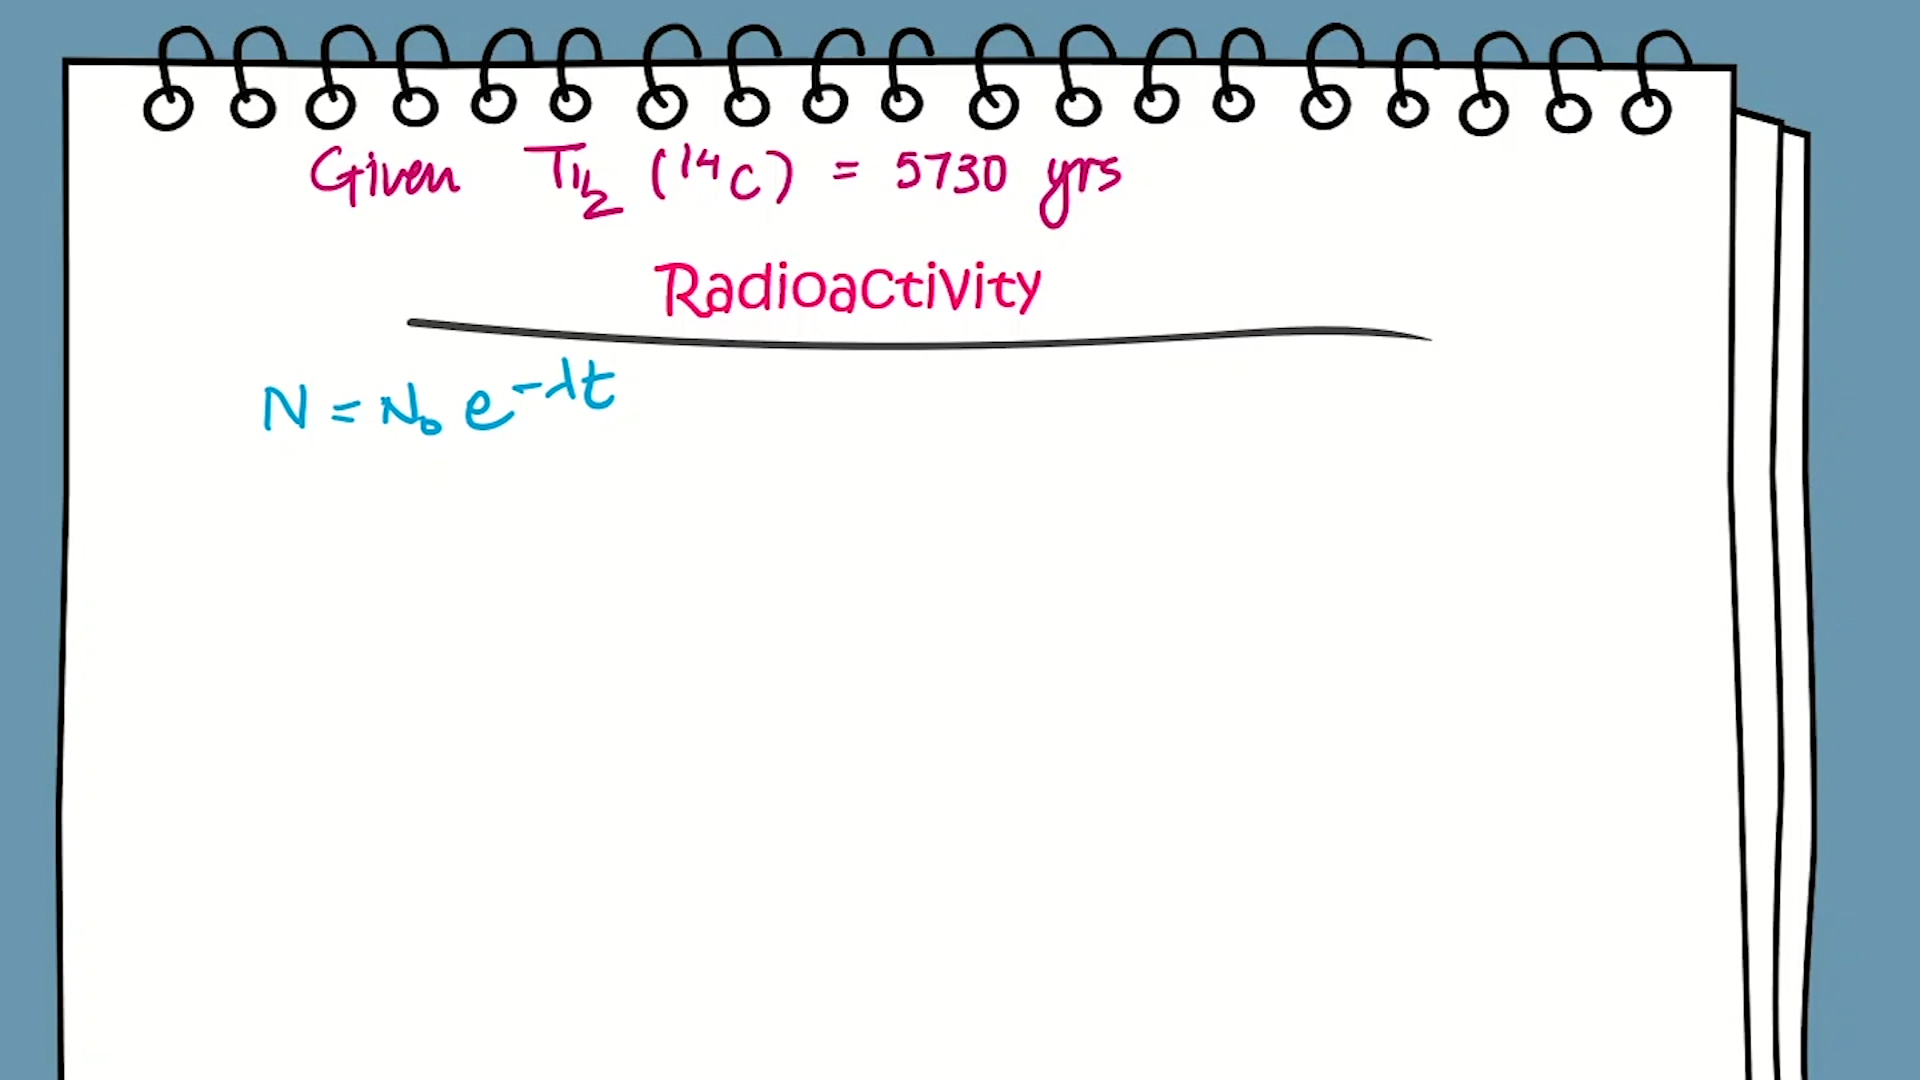 Given T½ (¹⁴C) = 5730 yrs
Radioactivity
N = N₀ e^-λt